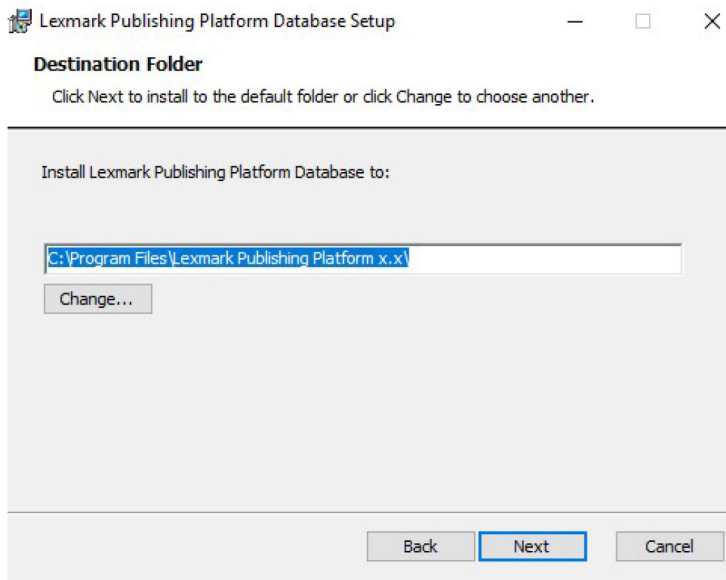 Lexmark Publishing Platform Database Setup
Destination Folder
Click Next to install to the default folder or click Change to choose another.
Install Lexmark Publishing Platform Database to:
C:\Program Files\Lexmark Publishing Platform x.x\
Change...
Back Next Cancel